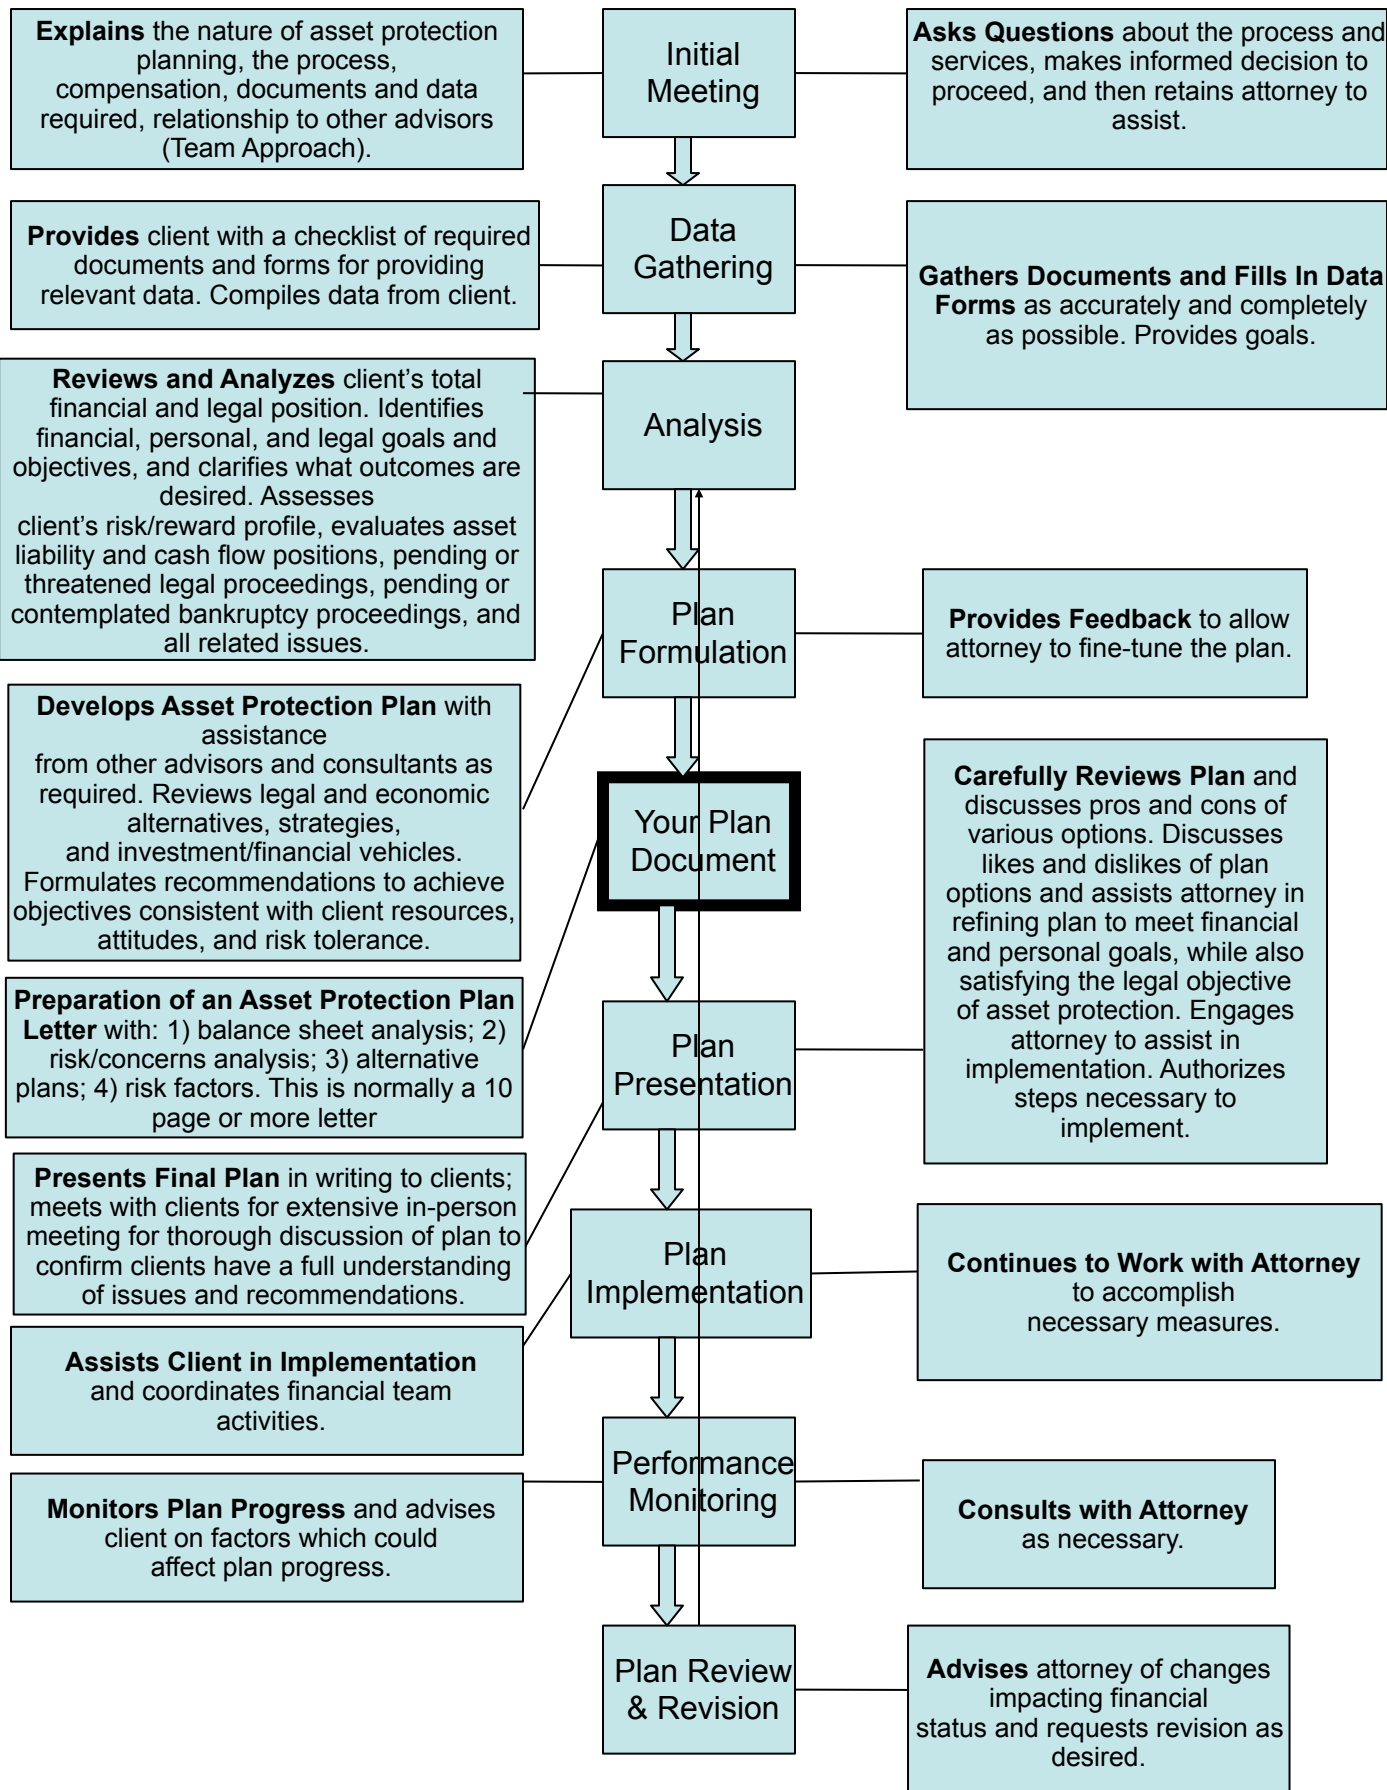 Explains the nature of asset protection
planning, the process,
compensation, documents and data
required, relationship to other advisors
(Team Approach).
Initial
Meeting
Asks Questions about the process and
services, makes informed decision to
proceed, and then retains attorney to
assist.
Provides client with a checklist of required
documents and forms for providing
relevant data. Compiles data from client.
Data
Gathering
Gathers Documents and Fills In Data
Forms as accurately and completely
as possible. Provides goals.
Reviews and Analyzes client’s total
financial and legal position. Identifies
financial, personal, and legal goals and
objectives, and clarifies what outcomes are
desired. Assesses
client’s risk/reward profile, evaluates asset
liability and cash flow positions, pending or
threatened legal proceedings, pending or
contemplated bankruptcy proceedings, and
all related issues.
Analysis
Plan
Formulation
Provides Feedback to allow
attorney to fine-tune the plan.
Develops Asset Protection Plan with
assistance
from other advisors and consultants as
required. Reviews legal and economic
alternatives, strategies,
and investment/financial vehicles.
Formulates recommendations to achieve
objectives consistent with client resources,
attitudes, and risk tolerance.
Your Plan
Document
Carefully Reviews Plan and
discusses pros and cons of
various options. Discusses
likes and dislikes of plan
options and assists attorney in
refining plan to meet financial
and personal goals, while also
satisfying the legal objective
of asset protection. Engages
attorney to assist in
implementation. Authorizes
steps necessary to
implement.
Preparation of an Asset Protection Plan
Letter with: 1) balance sheet analysis; 2)
risk/concerns analysis; 3) alternative
plans; 4) risk factors. This is normally a 10
page or more letter
Plan
Presentation
Presents Final Plan in writing to clients;
meets with clients for extensive in-person
meeting for thorough discussion of plan to
confirm clients have a full understanding
of issues and recommendations.
Plan
Implementation
Continues to Work with Attorney
to accomplish
necessary measures.
Assists Client in Implementation
and coordinates financial team
activities.
Performance
Monitoring
Monitors Plan Progress and advises
client on factors which could
affect plan progress.
Consults with Attorney
as necessary.
Plan Review
& Revision
Advises attorney of changes
impacting financial
status and requests revision as
desired.